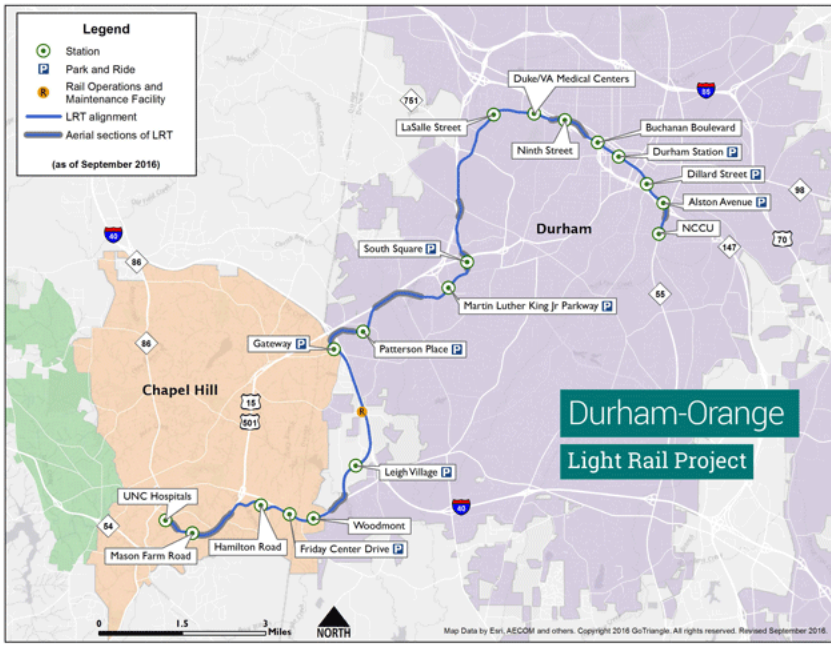 Legend
Station
P Park and Ride
R Rail Operations and
Maintenance Facility
LRT alignment
Aerial sections of LRT
(as of September 2016)
751
Duke/VA Medical Centers
85
LaSalle Street
Ninth Street
Buchanan Boulevard
Durham Station P
Dillard Street P
98
Alston Avenue P
Durham
NCCU
70
147
40
86
South Square P
55
Martin Luther King Jr Parkway P
86
Gateway P
Patterson Place P
Chapel Hill
15
501
R
Durham-Orange
Light Rail Project
Leigh Village P
UNC Hospitals
40
54
Woodmont
Mason Farm Road
Hamilton Road
Friday Center Drive P
0 1.5 3
Miles
NORTH
Map Data by Esri, AECOM and others. Copyright 2016 GoTriangle. All rights reserved. Revised September 2016.